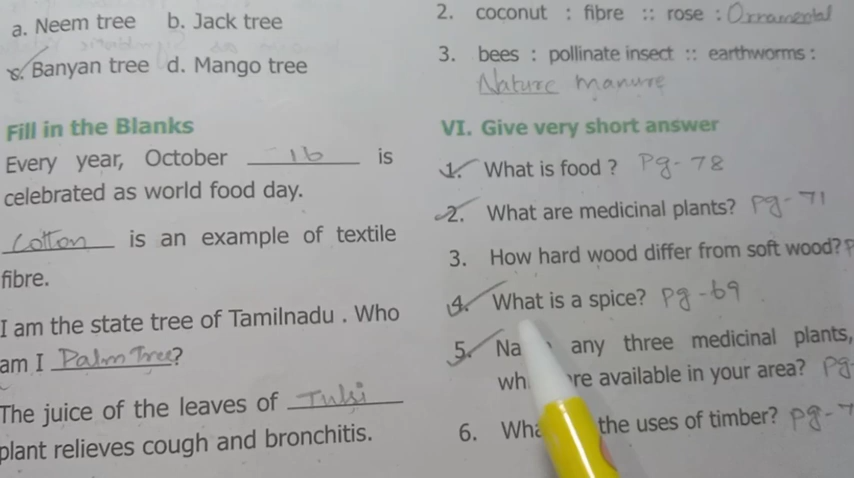 a. Neem tree b. Jack tree
c. Banyan tree d. Mango tree
Fill in the Blanks
Every year, October 16 is
celebrated as world food day.
Cotton is an example of textile
fibre.
I am the state tree of Tamilnadu . Who
am I Palm Tree?
The juice of the leaves of Tulsi
plant relieves cough and bronchitis.
2. coconut : fibre :: rose : Ornamental
3. bees : pollinate insect :: earthworms :
Nature manure
VI. Give very short answer
1. What is food ? Pg-78
2. What are medicinal plants? Pg-71
3. How hard wood differ from soft wood?
4. What is a spice? Pg-69
5. any three medicinal plants,
available in your area? Pg-
6. the uses of timber? Pg-7